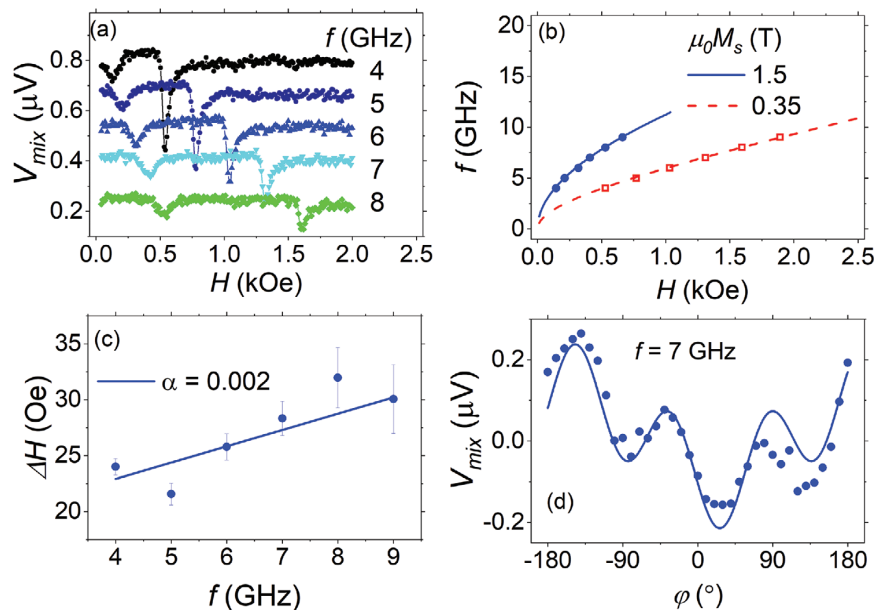 (a)
f (GHz)
4
5
6
7
8
V_mix (μV)
0.8
0.6
0.4
0.2
0.0 0.5 1.0 1.5 2.0
H (kOe)
(b)
μ₀M_s (T)
1.5
0.35
f (GHz)
20
15
10
5
0
0.0 0.5 1.0 1.5 2.0 2.5
H (kOe)
(c)
α = 0.002
ΔH (Oe)
35
30
25
20
4 5 6 7 8 9
f (GHz)
f = 7 GHz
V_mix (μV)
0.2
0.0
-0.2
(d)
-180 -90 0 90 180
φ (°)